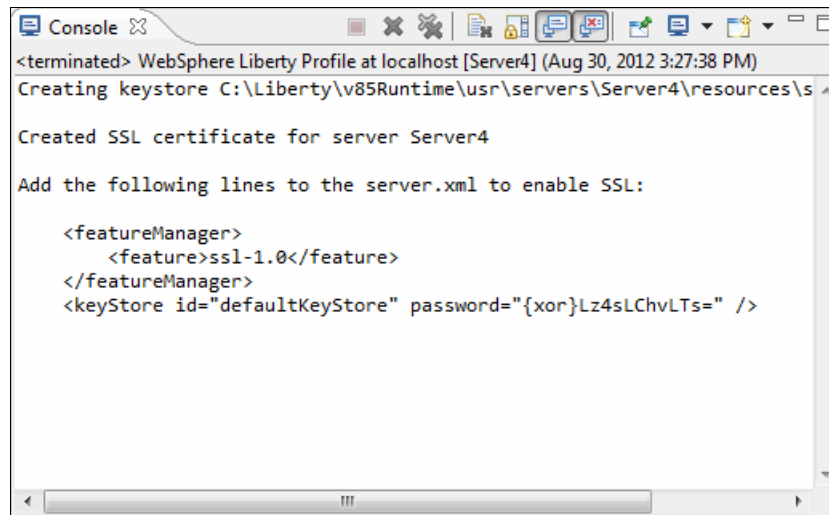 Console
<terminated> WebSphere Liberty Profile at localhost [Server4] (Aug 30, 2012 3:27:38 PM)
Creating keystore C:\Liberty\v85Runtime\usr\servers\Server4\resources\s
Created SSL certificate for server Server4
Add the following lines to the server.xml to enable SSL:
<featureManager>
<feature>ssl-1.0</feature>
</featureManager>
<keyStore id="defaultKeyStore" password="{xor}Lz4sLChvLTs=" />